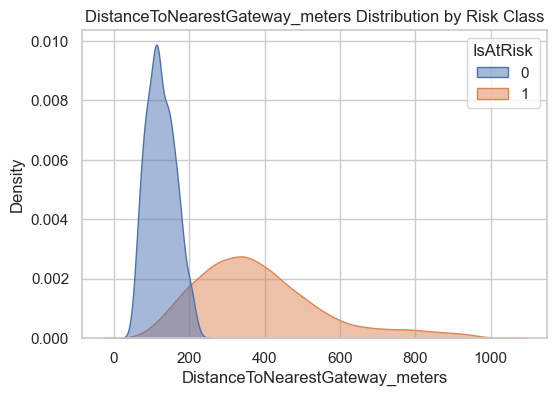 DistanceToNearestGateway_meters Distribution by Risk Class
IsAtRisk
0
1
Density
0.010
0.008
0.006
0.004
0.002
0.000
0 200 400 600 800 1000
DistanceToNearestGateway_meters